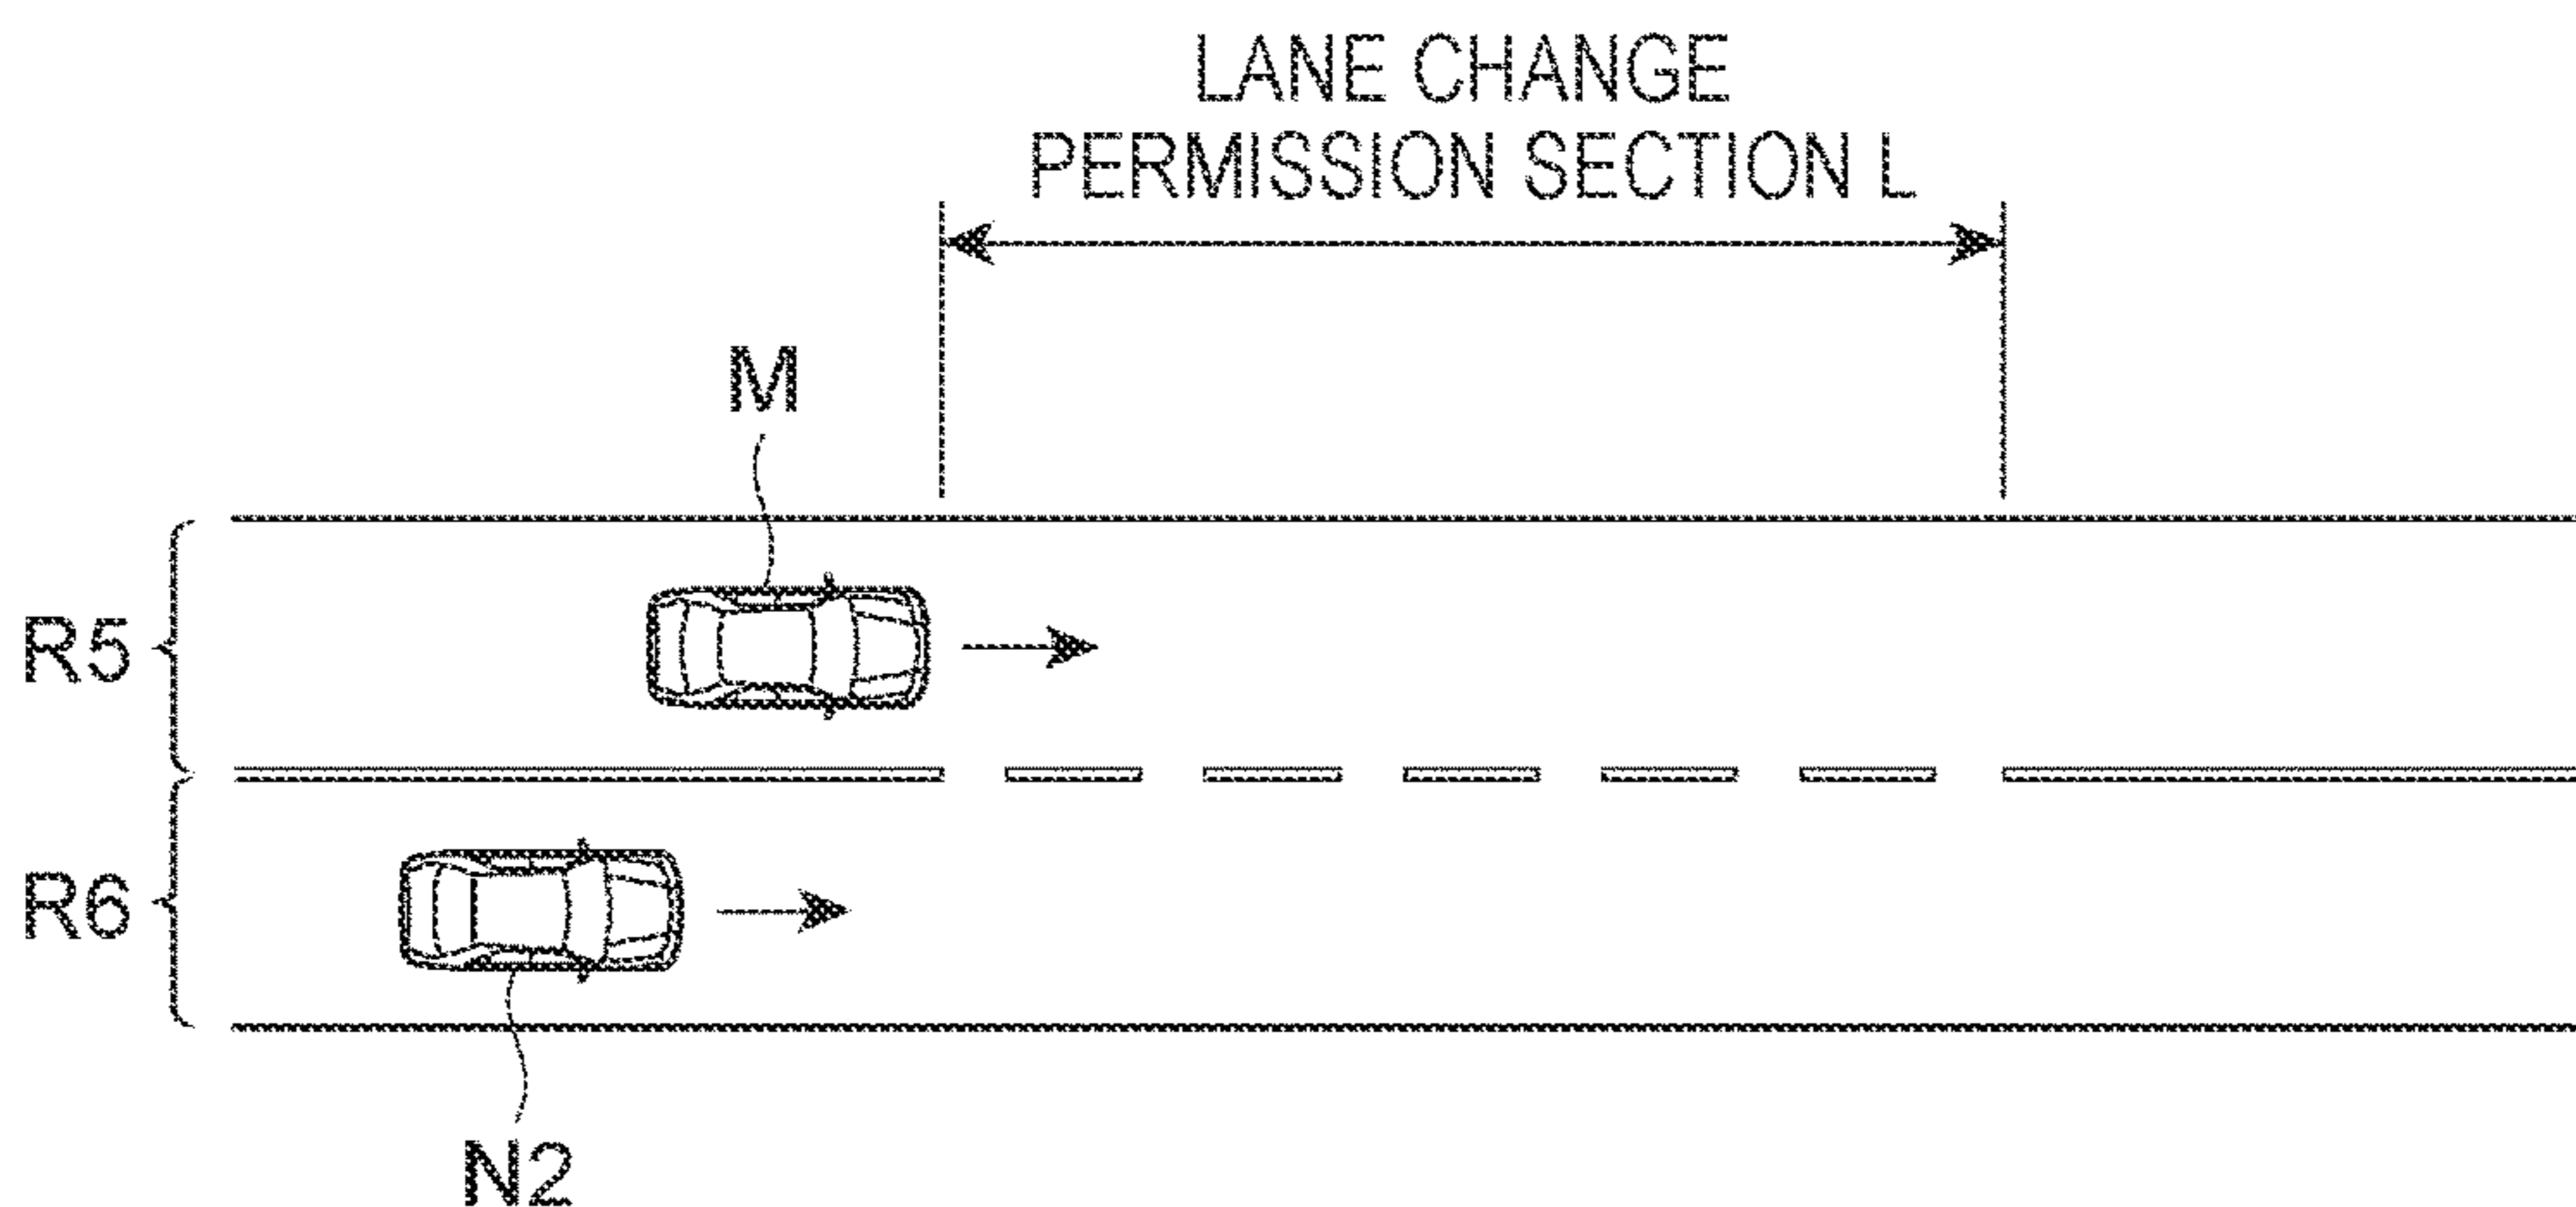 LANE CHANGE
PERMISSION SECTION L
M
R5
R6
N2